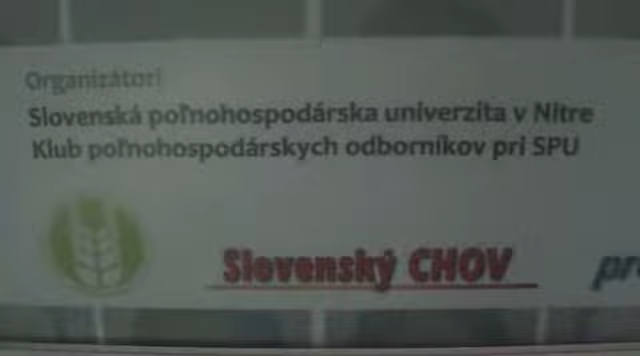 Organizátori
Slovenská poľnohospodárska univerzita v Nitre
Klub poľnohospodárskych odborníkov pri SPU
Slovenský CHOV